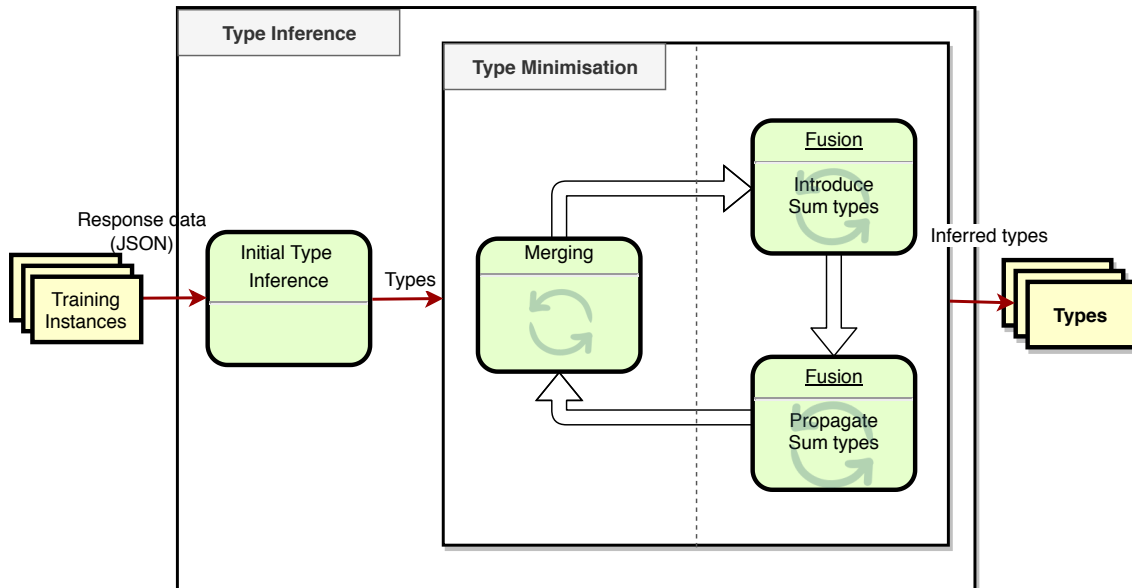 Type Inference
Type Minimisation
Response data
(JSON)
Training
Instances
Initial Type
Inference
Types
Merging
Fusion
Introduce
Sum types
Fusion
Propagate
Sum types
Inferred types
Types